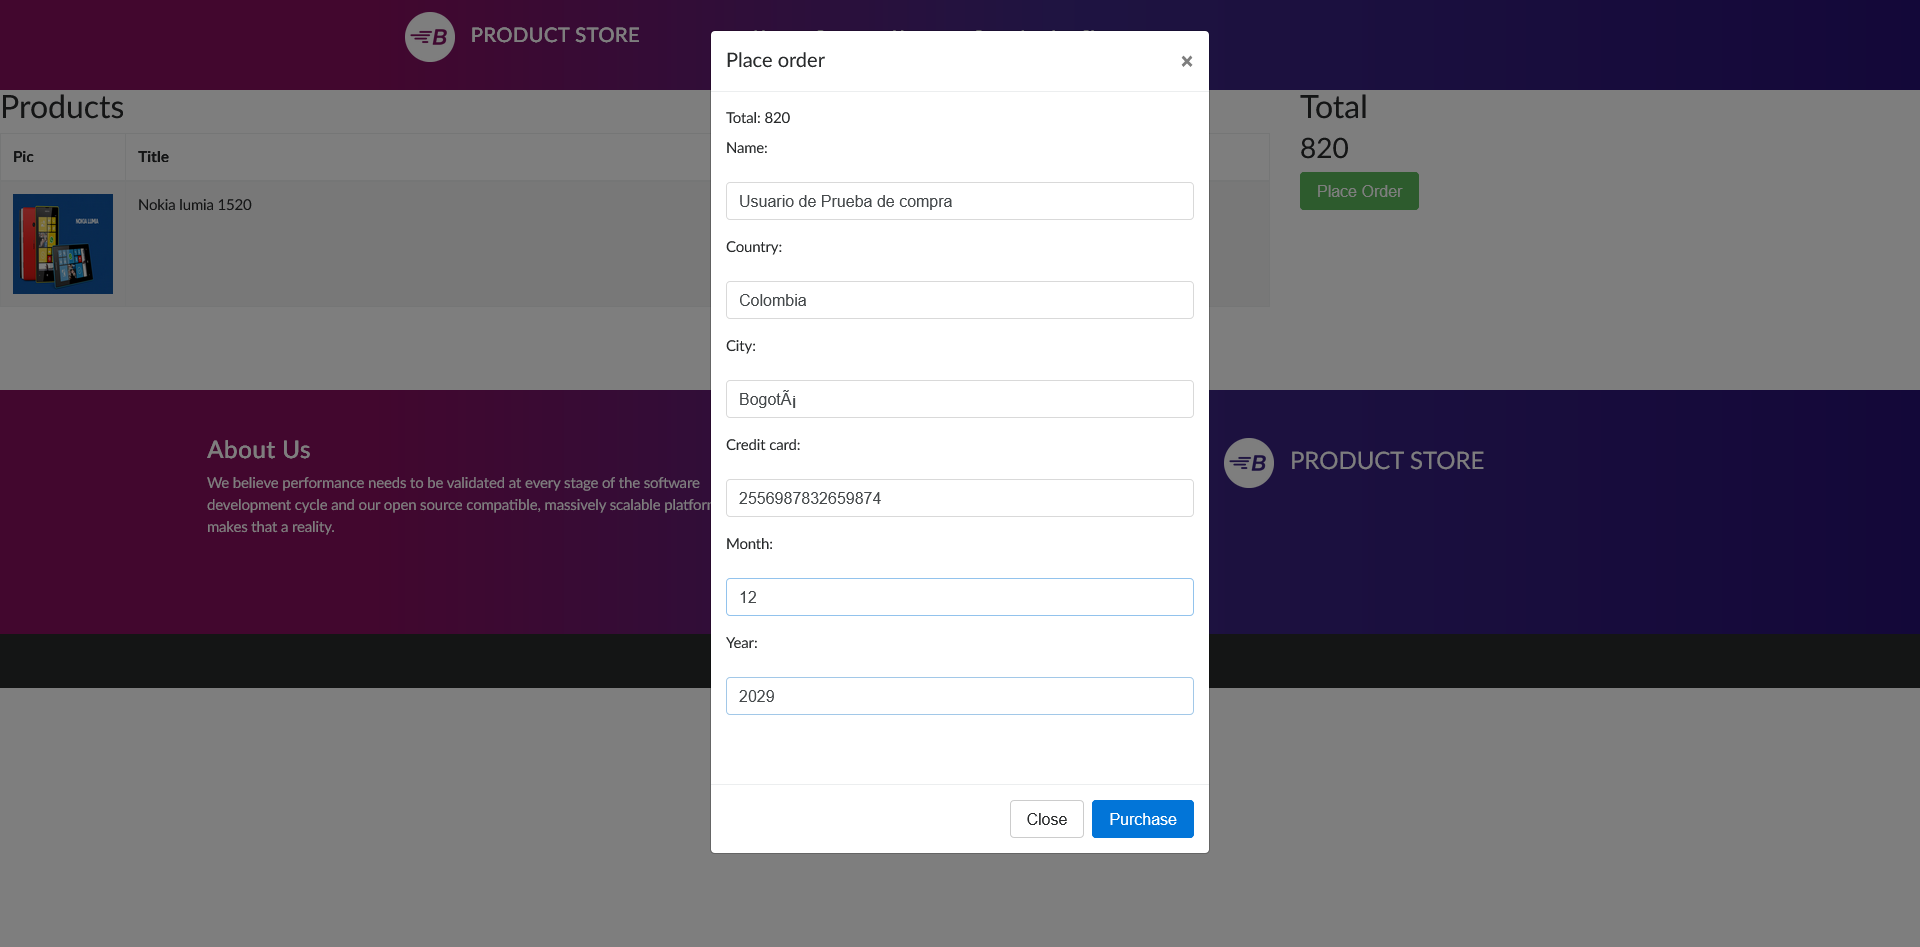 PRODUCT STORE
Place order
×
Products
Total
Total: 820
820
Name:
Pic
Title
Place Order
Nokia lumia 1520
NOKIA LUMIA
Usuario de Prueba de compra
Country:
Colombia
City:
BogotÃ¡
Credit card:
About Us
PRODUCT STORE
We believe performance needs to be validated at every stage of the software
development cycle and our open source compatible, massively scalable platfor
makes that a reality.
2556987832659874
Month:
12
Year:
2029
Close
Purchase